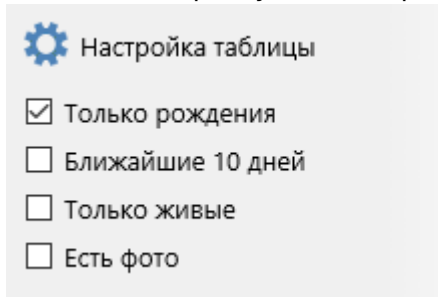 Настройка таблицы
Только рождения
Ближайшие 10 дней
Только живые
Есть фото